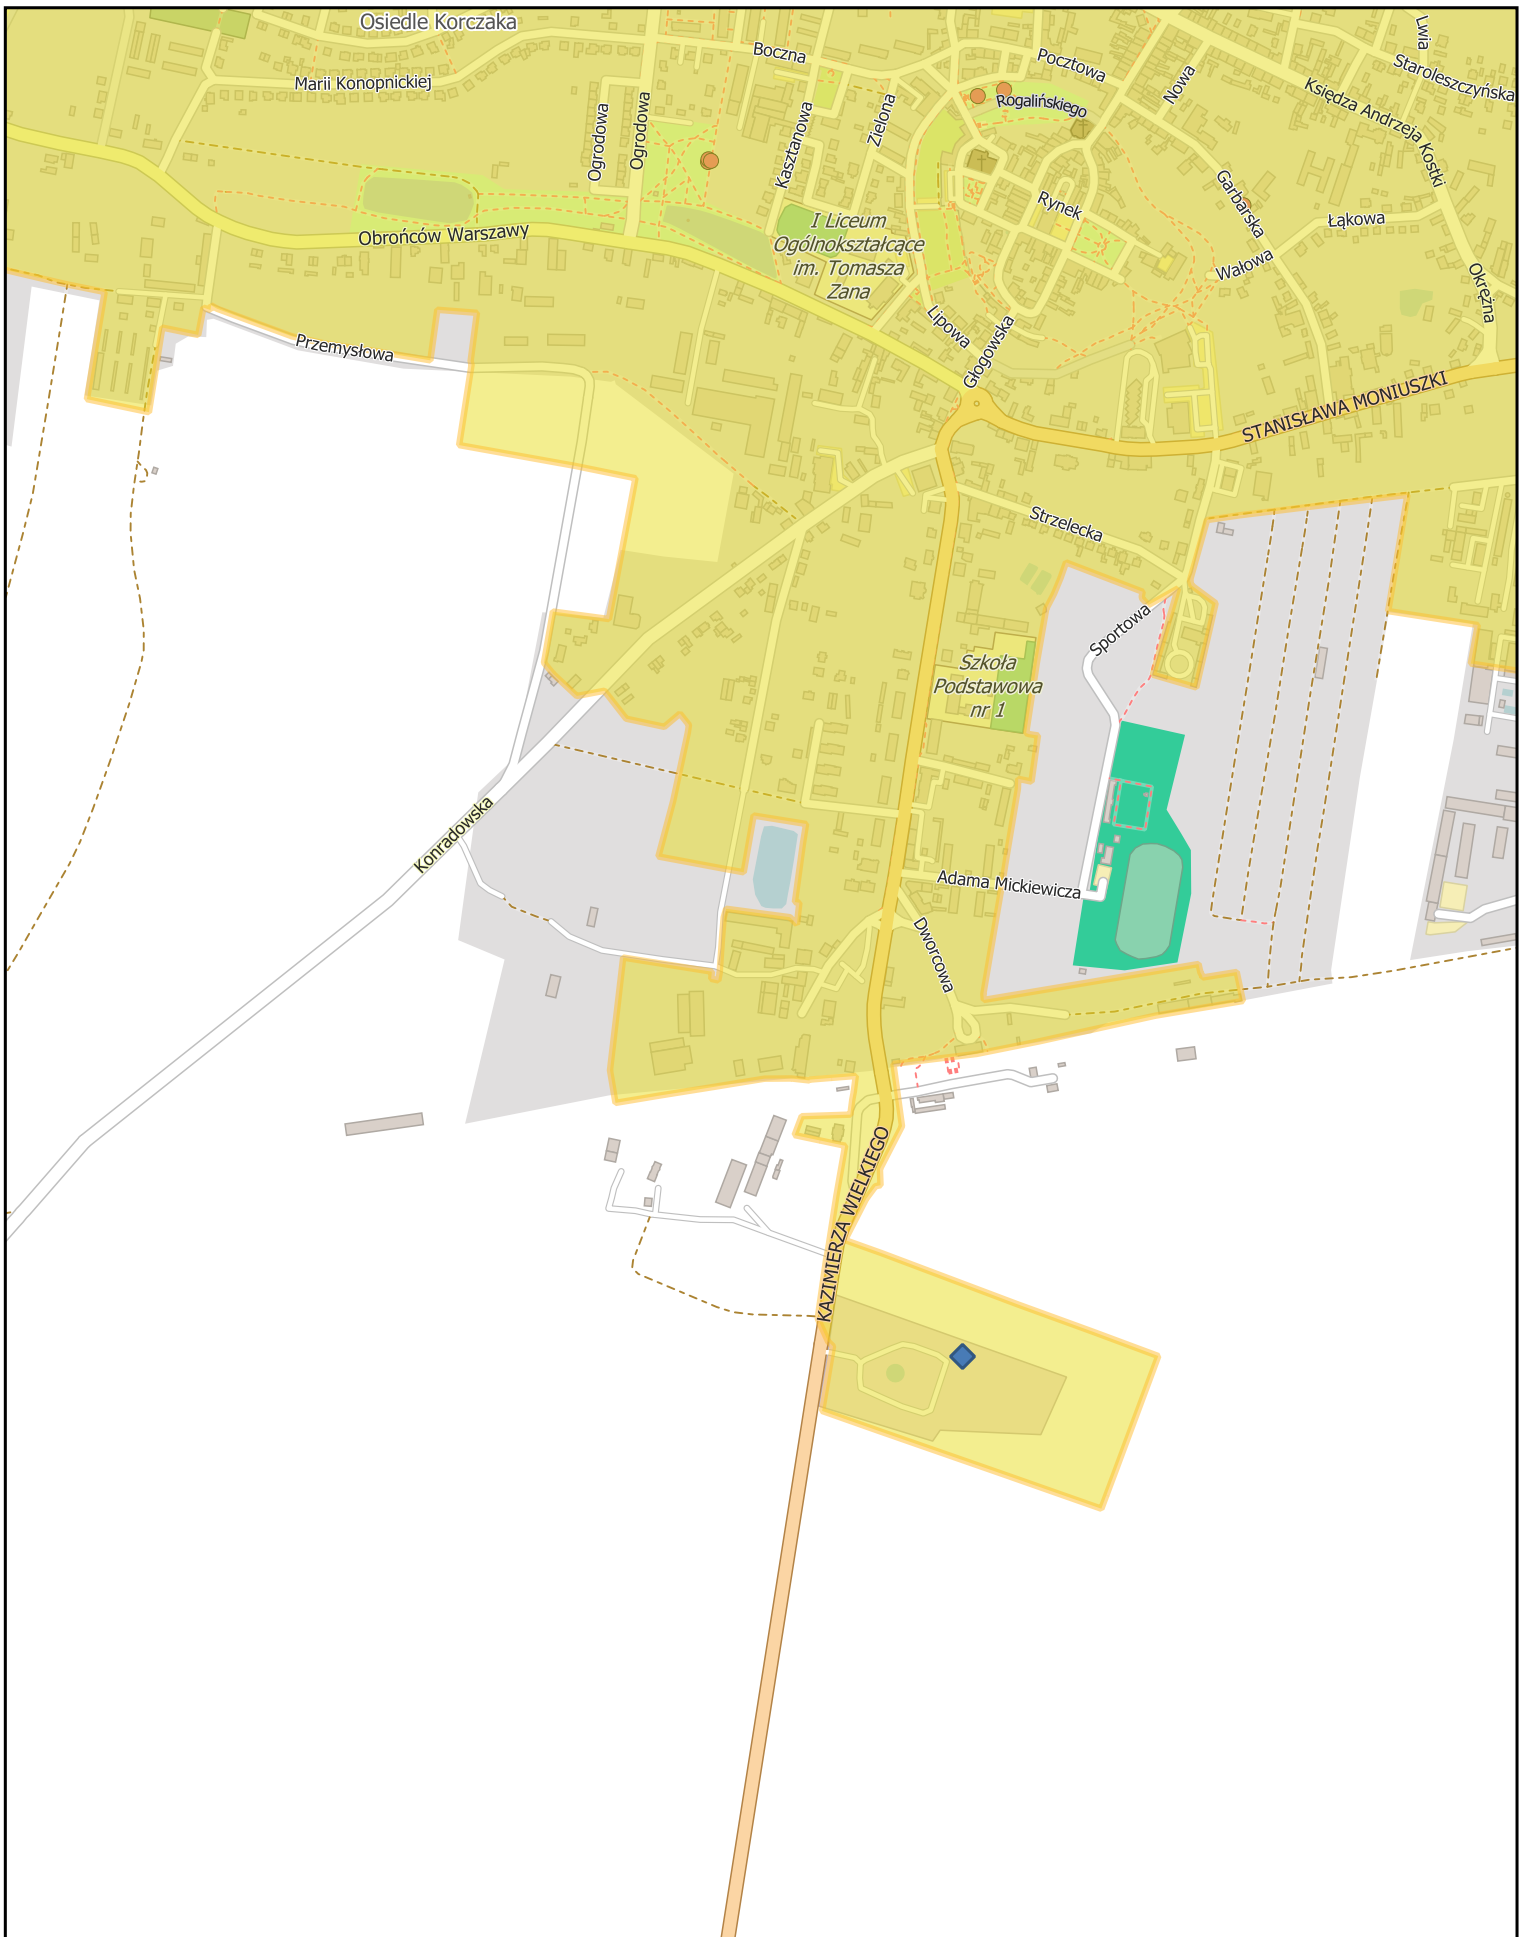 Osiedle Korczaka
Boczna
Pocztowa
Lwia
Staroleszczyńska
Marii Konopnickiej
Księdza Andrzeja Kostki
Nowa
Rogalińskiego
Ogrodowa
Ogrodowa
Kasztanowa
Zielona
Garbarska
Rynek
Łąkowa
I Liceum
Ogólnokształcące
im. Tomasza
Zana
Obrońców Warszawy
Wałowa
Okrężna
Lipowa
Głogowska
Przemysłowa
STANISŁAWA MONIUSZKI
Strzelecka
Sportowa
Szkoła
Podstawowa
nr 1
Konradowska
Adama Mickiewicza
Dworcowa
KAZIMIERZA WIELKIEGO